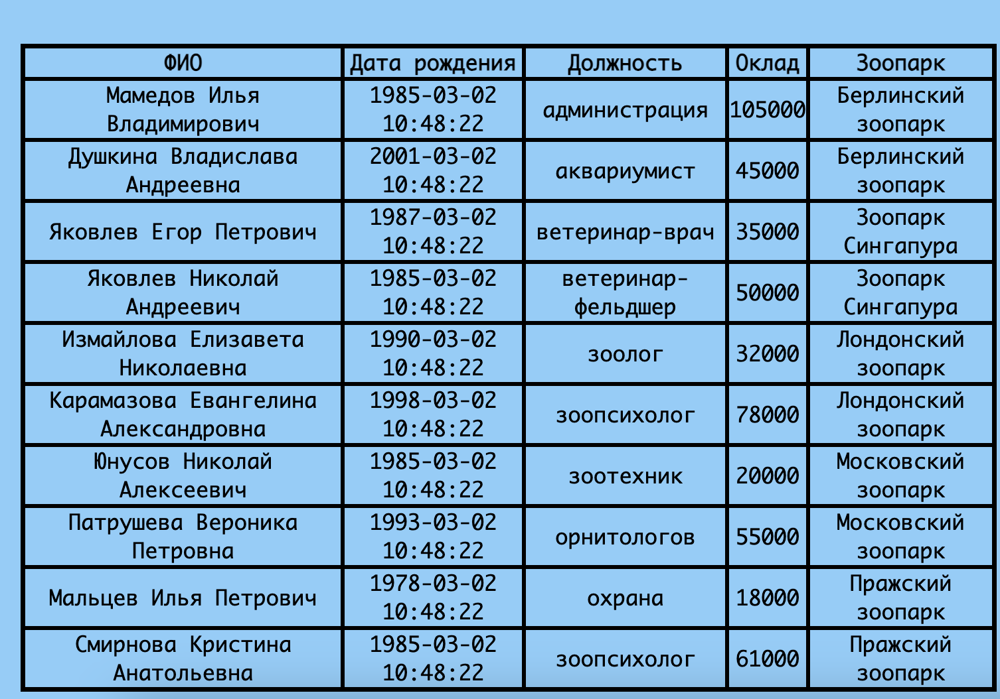 ФИО Дата рождения Должность Оклад Зоопарк
Мамедов Илья 1985-03-02 Берлинский
администрация 105000
Владимирович 10:48:22 зоопарк
Душкина Владислава 2001-03-02 Берлинский
аквариумист 45000
Андреевна 10:48:22 зоопарк
1987-03-02 Зоопарк
Яковлев Егор Петрович ветеринар-врач 35000
10:48:22 Сингапура
Яковлев Николай 1985-03-02 ветеринар- Зоопарк
50000
Андреевич 10:48:22 фельдшер Сингапура
Измайлова Елизавета 1990-03-02 Лондонский
зоолог 32000
Николаевна 10:48:22 зоопарк
Карамазова Евангелина 1998-03-02 Лондонский
зоопсихолог 78000
Александровна 10:48:22 зоопарк
Юнусов Николай 1985-03-02 Московский
зоотехник 20000
Алексеевич 10:48:22 зоопарк
Патрушева Вероника 1993-03-02 Московский
орнитологов 55000
Петровна 10:48:22 зоопарк
1978-03-02 Пражский
Мальцев Илья Петрович охрана 18000
10:48:22 зоопарк
Смирнова Кристина 1985-03-02 Пражский
зоопсихолог 61000
Анатольевна 10:48:22 зоопарк